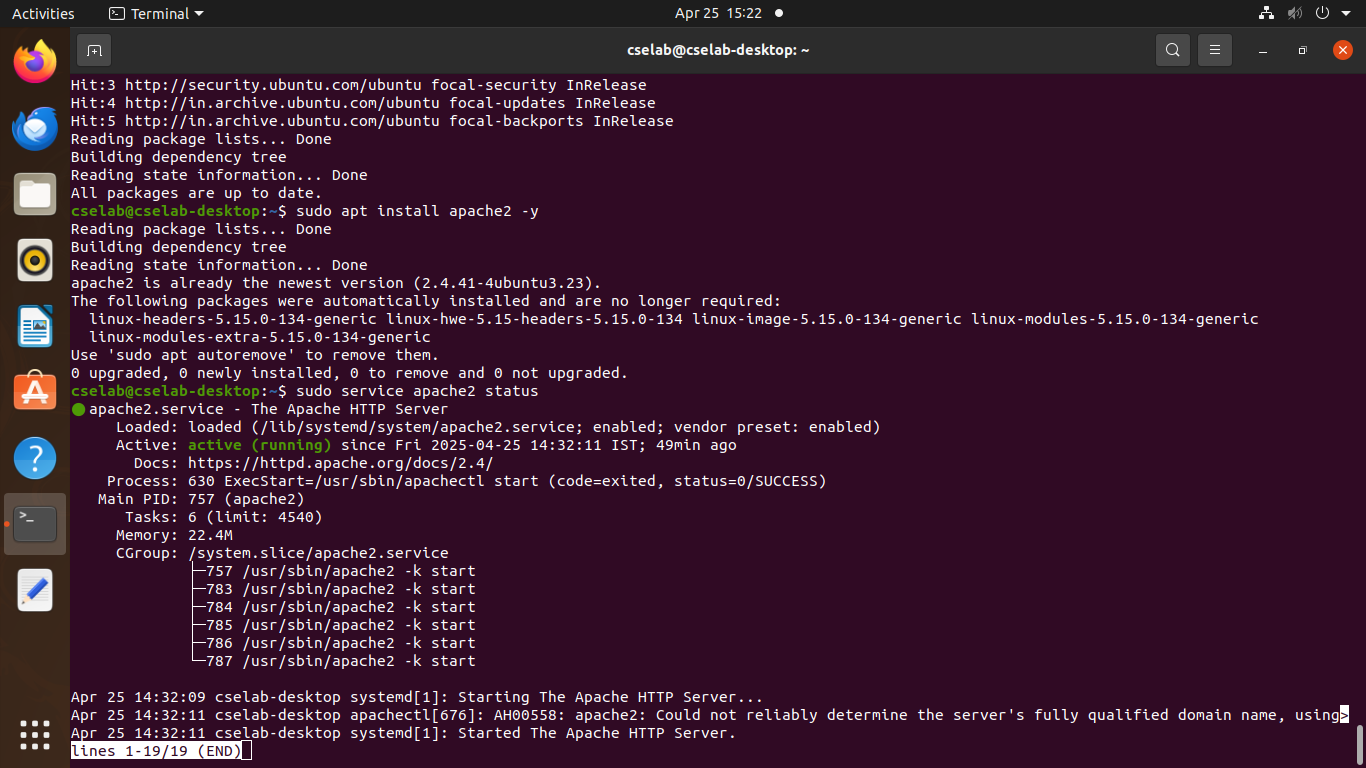 Activities
Terminal
Apr 25 15:22
cselab@cselab-desktop: ~
Hit:3 http://security.ubuntu.com/ubuntu focal-security InRelease
Hit:4 http://in.archive.ubuntu.com/ubuntu focal-updates InRelease
Hit:5 http://in.archive.ubuntu.com/ubuntu focal-backports InRelease
Reading package lists... Done
Building dependency tree
Reading state information... Done
All packages are up to date.
cselab@cselab-desktop:~$ sudo apt install apache2 -y
Reading package lists... Done
Building dependency tree
Reading state information... Done
apache2 is already the newest version (2.4.41-4ubuntu3.23).
The following packages were automatically installed and are no longer required:
  linux-headers-5.15.0-134-generic linux-hwe-5.15-headers-5.15.0-134 linux-image-5.15.0-134-generic linux-modules-5.15.0-134-generic
  linux-modules-extra-5.15.0-134-generic
Use 'sudo apt autoremove' to remove them.
0 upgraded, 0 newly installed, 0 to remove and 0 not upgraded.
cselab@cselab-desktop:~$ sudo service apache2 status
● apache2.service - The Apache HTTP Server
     Loaded: loaded (/lib/systemd/system/apache2.service; enabled; vendor preset: enabled)
     Active: active (running) since Fri 2025-04-25 14:32:11 IST; 49min ago
       Docs: https://httpd.apache.org/docs/2.4/
    Process: 630 ExecStart=/usr/sbin/apachectl start (code=exited, status=0/SUCCESS)
   Main PID: 757 (apache2)
      Tasks: 6 (limit: 4540)
     Memory: 22.4M
     CGroup: /system.slice/apache2.service
             ├─757 /usr/sbin/apache2 -k start
             ├─783 /usr/sbin/apache2 -k start
             ├─784 /usr/sbin/apache2 -k start
             ├─785 /usr/sbin/apache2 -k start
             ├─786 /usr/sbin/apache2 -k start
             └─787 /usr/sbin/apache2 -k start
Apr 25 14:32:09 cselab-desktop systemd[1]: Starting The Apache HTTP Server...
Apr 25 14:32:11 cselab-desktop apachectl[676]: AH00558: apache2: Could not reliably determine the server's fully qualified domain name, using>
Apr 25 14:32:11 cselab-desktop systemd[1]: Started The Apache HTTP Server.
lines 1-19/19 (END)